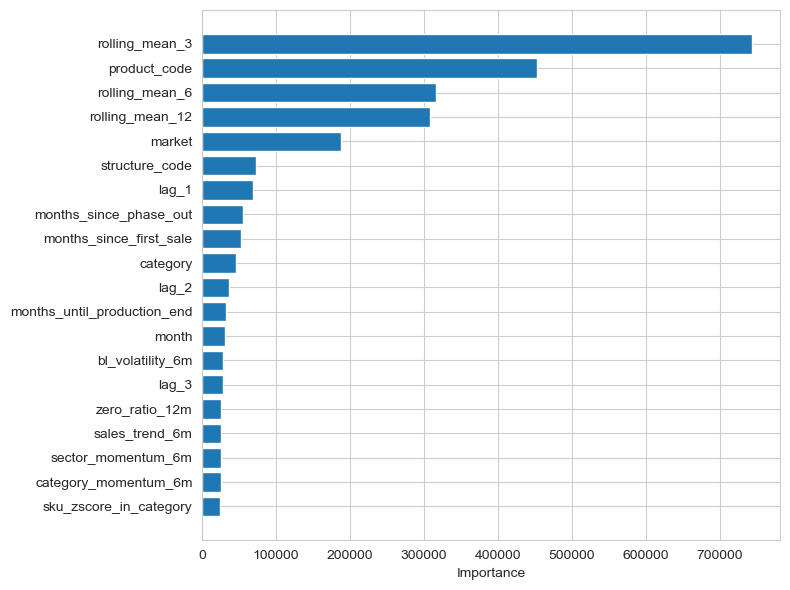 rolling_mean_3
product_code
rolling_mean_6
rolling_mean_12
market
structure_code
lag_1
months_since_phase_out
months_since_first_sale
category
lag_2
months_until_production_end
month
bl_volatility_6m
lag_3
zero_ratio_12m
sales_trend_6m
sector_momentum_6m
category_momentum_6m
sku_zscore_in_category
0 100000 200000 300000 400000 500000 600000 700000
Importance